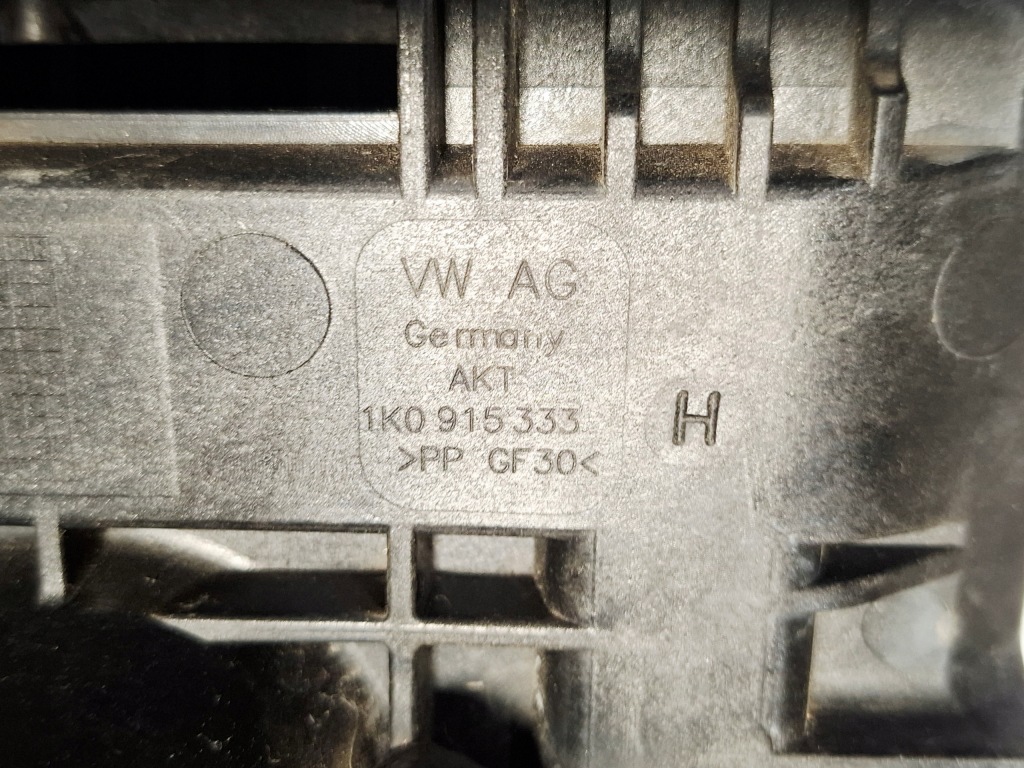 VW AG
Germany
AKT
1K0 915 333
H
>PP GF30<